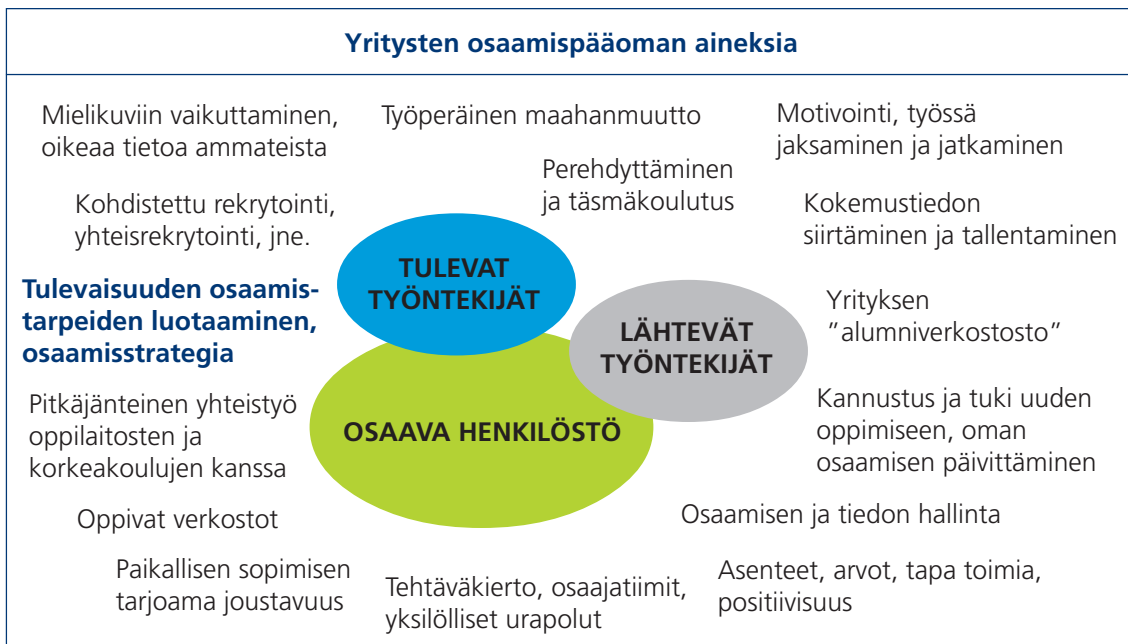 Yritysten osaamispääoman aineksia
Mielikuviin vaikuttaminen,
oikeaa tietoa ammateista
Työperäinen maahanmuutto
Motivointi, työssä
jaksaminen ja jatkaminen
Perehdyttäminen
ja täsmäkoulutus
Kohdistettu rekrytointi,
yhteisrekrytointi, jne.
Kokemustiedon
siirtäminen ja tallentaminen
TULEVAT
TYÖNTEKIJÄT
Tulevaisuuden osaamis-
tarpeiden luotaaminen,
osaamisstrategia
LÄHTEVÄT
TYÖNTEKIJÄT
Yrityksen
”alumniverkostosto“
Pitkäjänteinen yhteistyö
oppilaitosten ja
korkeakoulujen kanssa
OSAAVA HENKILÖSTÖ
Kannustus ja tuki uuden
oppimiseen, oman
osaamisen päivittäminen
Oppivat verkostot
Osaamisen ja tiedon hallinta
Paikallisen sopimisen
tarjoama joustavuus
Tehtäväkierto, osaajatiimit,
yksilölliset urapolut
Asenteet, arvot, tapa toimia,
positiivisuus